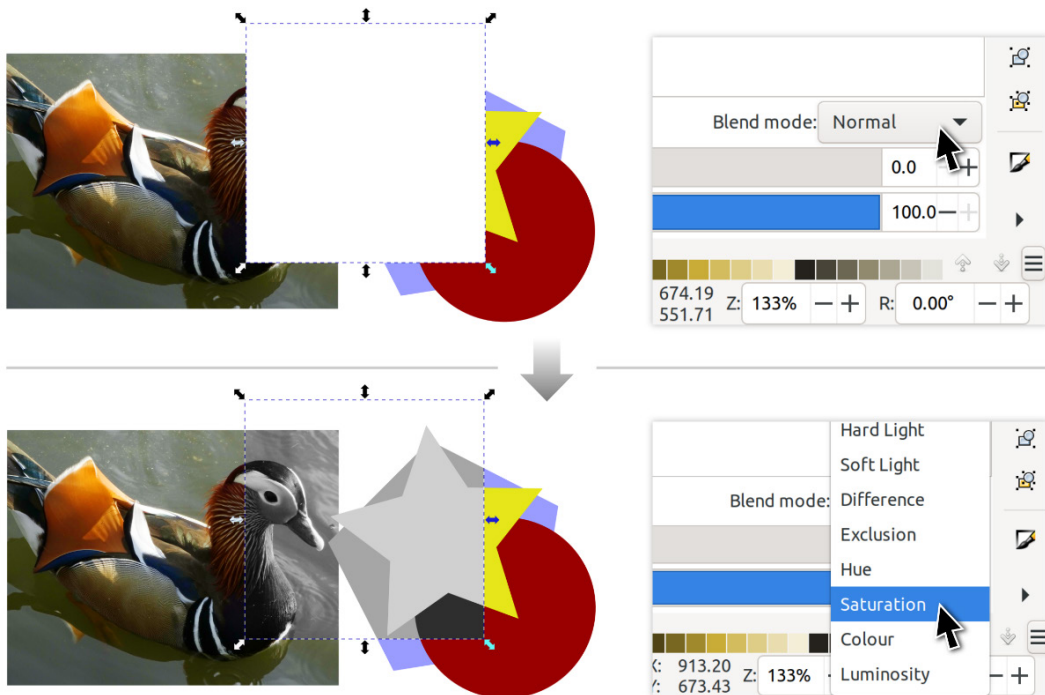 Blend mode: Normal
0.0
100.0
674.19
551.71
Z: 133%
R: 0.00°
Hard Light
Soft Light
Blend mode: Difference
Exclusion
Hue
Saturation
Colour
X: 913.20
Y: 673.43
Z: 133%
Luminosity